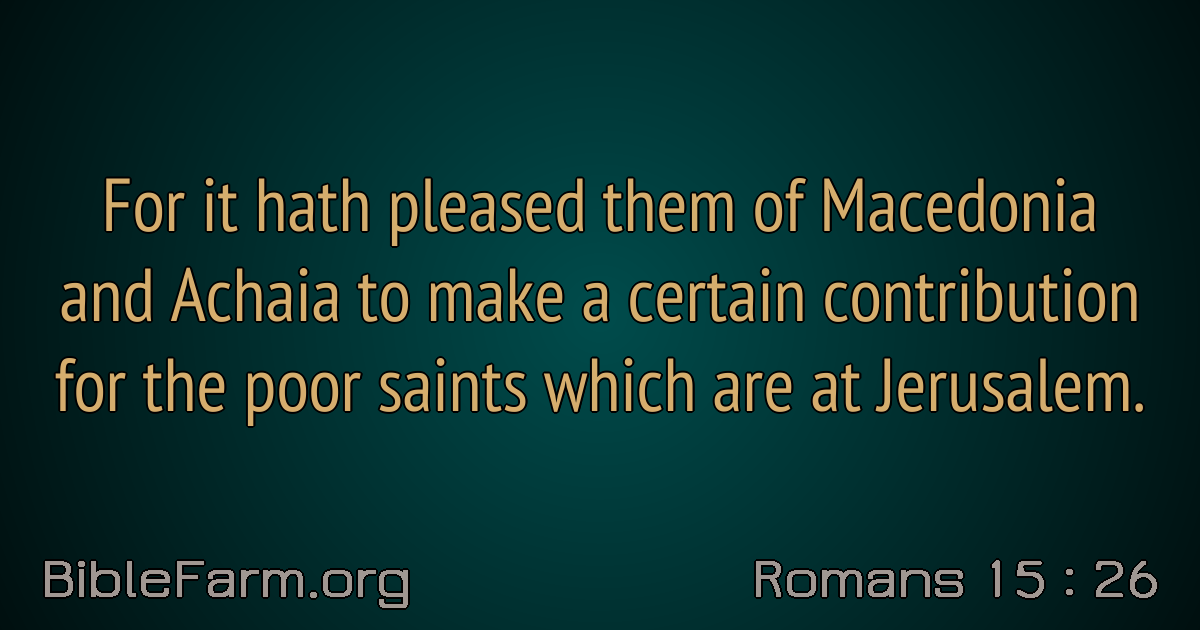 For it hath pleased them of Macedonia
and Achaia to make a certain contribution
for the poor saints which are at Jerusalem.
BibleFarm.org
Romans 15 : 26